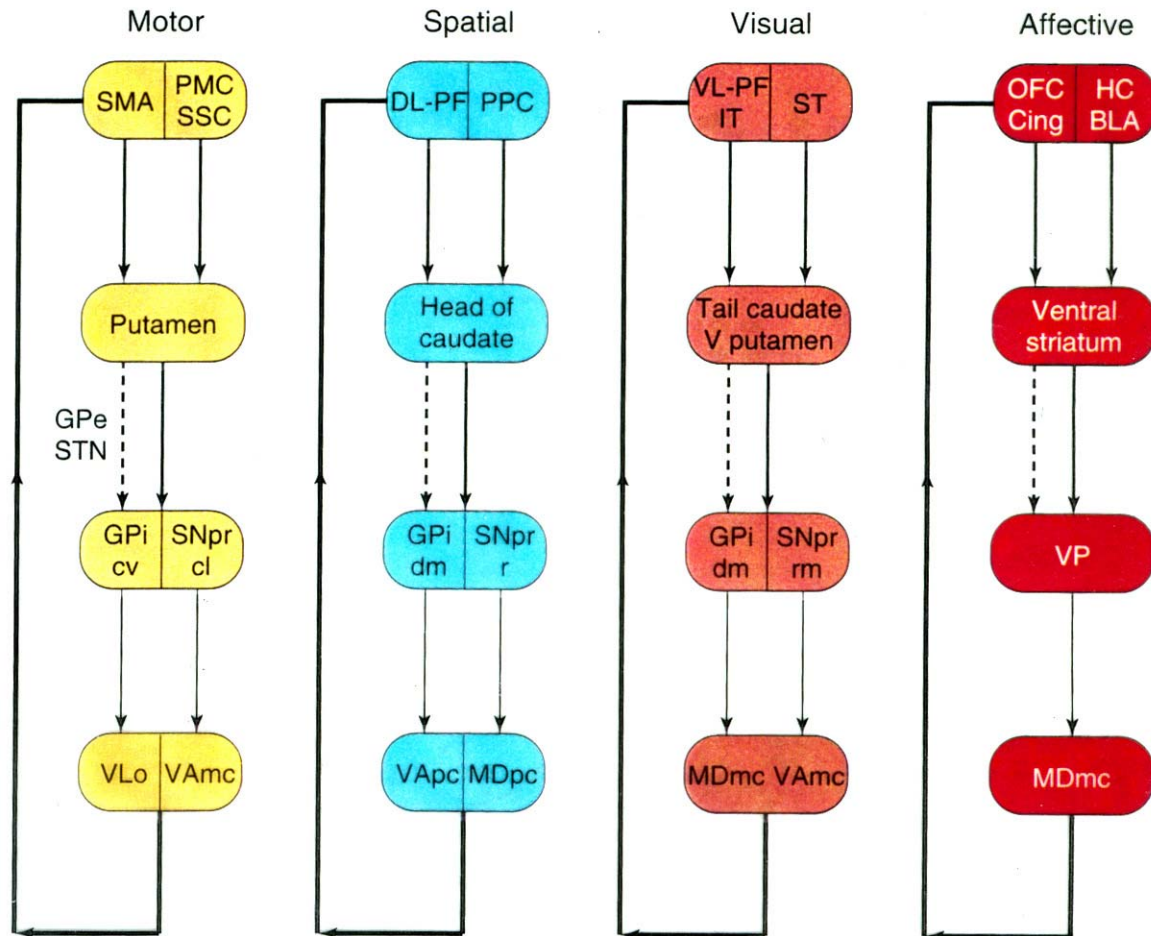 Motor
Spatial
Visual
Affective
SMA
PMC
SSC
DL-PF
PPC
VL-PF
IT
ST
OFC
Cing
HC
BLA
Putamen
Head of
caudate
Tail caudate
V putamen
Ventral
striatum
GPe
STN
GPi
cv
SNpr
cl
GPi
dm
SNpr
r
GPi
dm
SNpr
rm
VP
VLo
VAmc
VApc
MDpc
MDmc VAmc
MDmc